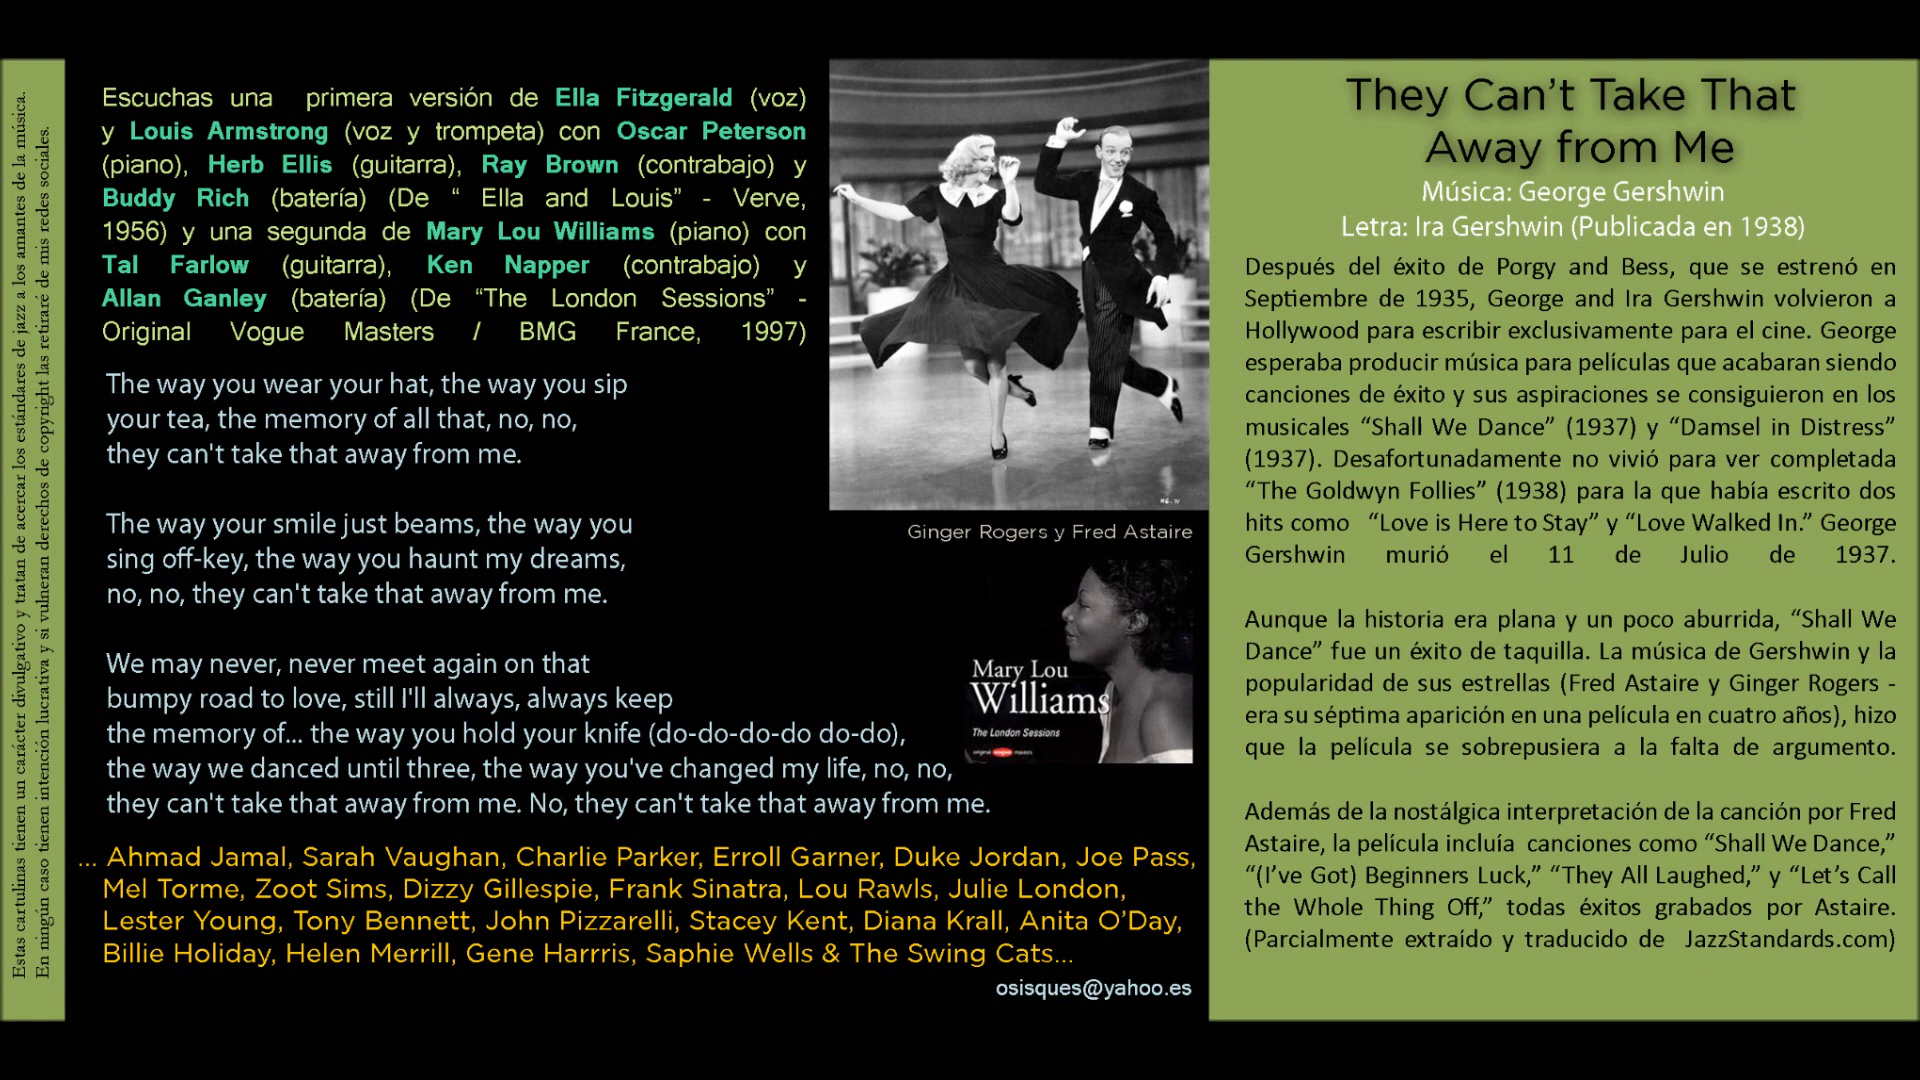 Estas cartulinas tienen un carácter divulgativo y tratan de acercar los estándares de jazz a los amantes de la música.
En ningún caso tienen intención lucrativa y si vulneran derechos de copyright las retiraré de mis redes sociales.
Escuchas una primera versión de Ella Fitzgerald (voz)
y Louis Armstrong (voz y trompeta) con Oscar Peterson
(piano), Herb Ellis (guitarra), Ray Brown (contrabajo) y
Buddy Rich (batería) (De “ Ella and Louis” - Verve,
1956) y una segunda de Mary Lou Williams (piano) con
Tal Farlow (guitarra), Ken Napper (contrabajo) y
Allan Ganley (batería) (De “The London Sessions” -
Original Vogue Masters / BMG France, 1997)
The way you wear your hat, the way you sip
your tea, the memory of all that, no, no,
they can't take that away from me.
The way your smile just beams, the way you
sing off-key, the way you haunt my dreams,
no, no, they can't take that away from me.
We may never, never meet again on that
bumpy road to love, still I'll always, always keep
the memory of... the way you hold your knife (do-do-do-do do-do),
the way we danced until three, the way you've changed my life, no, no,
they can't take that away from me. No, they can't take that away from me.
... Ahmad Jamal, Sarah Vaughan, Charlie Parker, Erroll Garner, Duke Jordan, Joe Pass,
Mel Torme, Zoot Sims, Dizzy Gillespie, Frank Sinatra, Lou Rawls, Julie London,
Lester Young, Tony Bennett, John Pizzarelli, Stacey Kent, Diana Krall, Anita O’Day,
Billie Holiday, Helen Merrill, Gene Harrris, Saphie Wells & The Swing Cats...
osisques@yahoo.es
Ginger Rogers y Fred Astaire
Mary Lou
Williams
The London Sessions
original vogue masters
They Can’t Take That
Away from Me
Música: George Gershwin
Letra: Ira Gershwin (Publicada en 1938)
Después del éxito de Porgy and Bess, que se estrenó en
Septiembre de 1935, George and Ira Gershwin volvieron a
Hollywood para escribir exclusivamente para el cine. George
esperaba producir música para películas que acabaran siendo
canciones de éxito y sus aspiraciones se consiguieron en los
musicales “Shall We Dance” (1937) y “Damsel in Distress”
(1937). Desafortunadamente no vivió para ver completada
“The Goldwyn Follies” (1938) para la que había escrito dos
hits como “Love is Here to Stay” y “Love Walked In.” George
Gershwin murió el 11 de Julio de 1937.
Aunque la historia era plana y un poco aburrida, “Shall We
Dance” fue un éxito de taquilla. La música de Gershwin y la
popularidad de sus estrellas (Fred Astaire y Ginger Rogers -
era su séptima aparición en una película en cuatro años), hizo
que la película se sobrepusiera a la falta de argumento.
Además de la nostálgica interpretación de la canción por Fred
Astaire, la película incluía canciones como “Shall We Dance,”
“(I’ve Got) Beginners Luck,” “They All Laughed,” y “Let’s Call
the Whole Thing Off,” todas éxitos grabados por Astaire.
(Parcialmente extraído y traducido de JazzStandards.com)